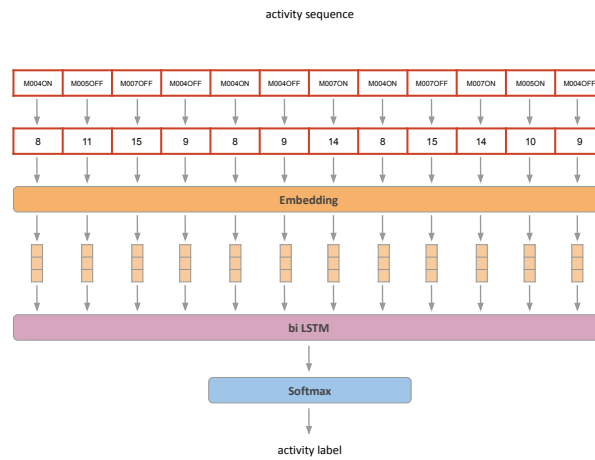 activity sequence
M004ON M005OFF M007OFF M004OFF M004ON M004OFF M007ON M004ON M007OFF M007ON M005ON M004OFF
8 11 15 9 8 9 14 8 15 14 10 9
Embedding
bi LSTM
Softmax
activity label